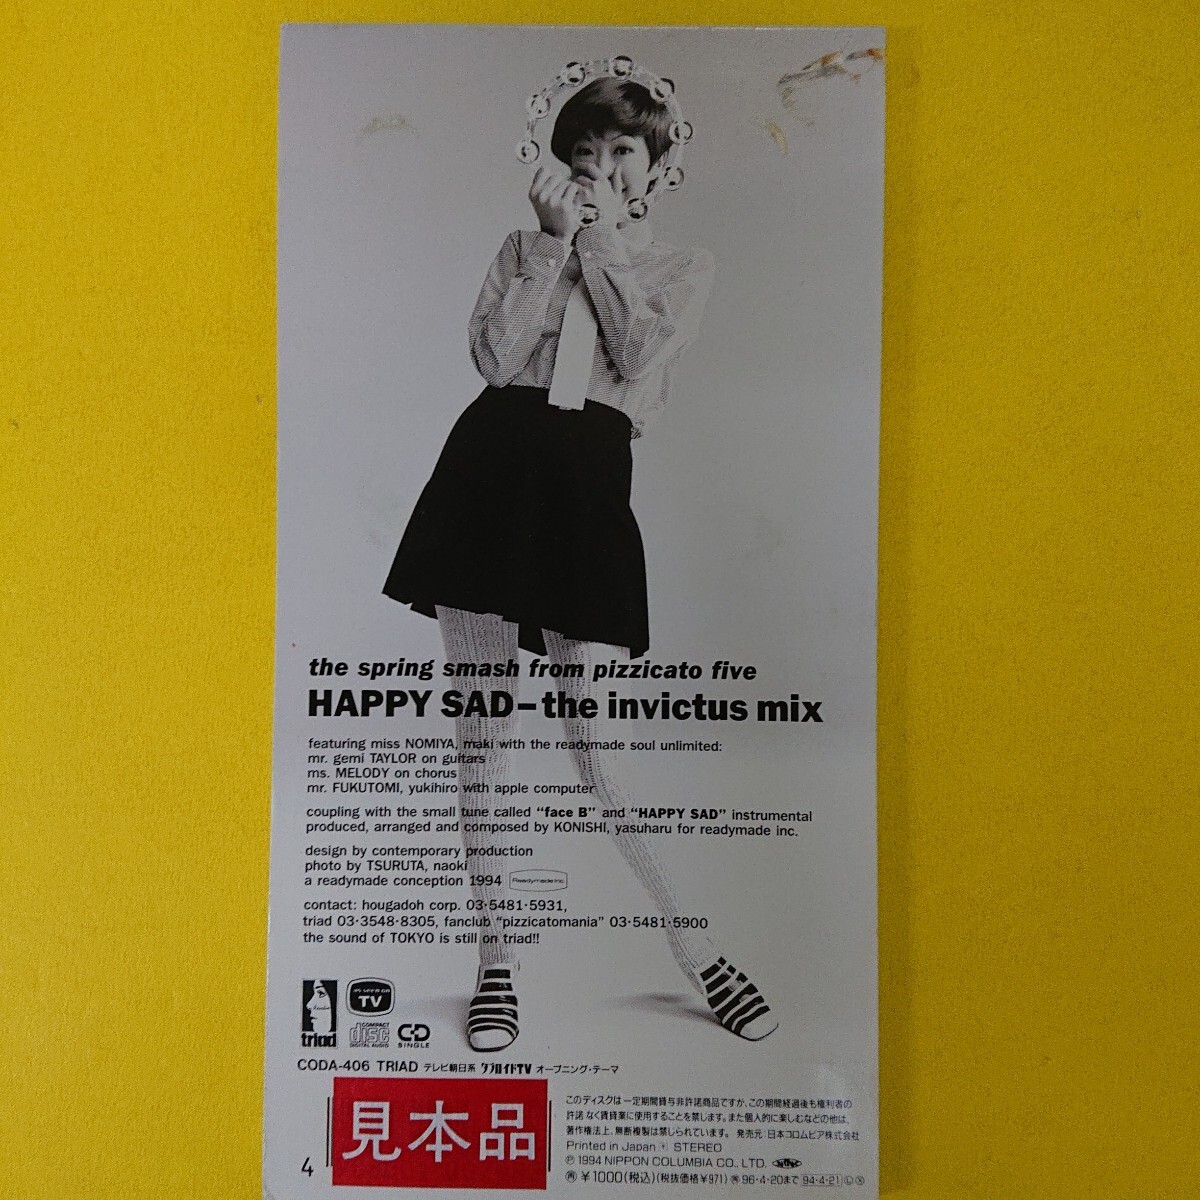 the spring smash from pizzicato five
HAPPY SAD–the invictus mix
featuring miss NOMIYA, maki with the readymade soul unlimited:
mr. gemi TAYLOR on guitars
ms. MELODY on chorus
mr. FUKUTOMI, yukihiro with apple computer
coupling with the small tune called “face B” and “HAPPY SAD” instrumental
produced, arranged and composed by KONISHI, yasuharu for readymade inc.
design by contemporary production
photo by TSURUTA, naoki
a readymade conception 1994 Readymade inc
contact: hougadoh corp. 03·5481·5931,
triad 03·3548·8305, fanclub “pizzicatomania” 03·5481·5900
the sound of TOKYO is still on triad!!
as seen on
TV
triad
COMPACT
disc
DIGITAL AUDIO
CD
SINGLE
CODA-406 TRIAD テレビ朝日系 タブロイドTV オープニング・テーマ
見本品
4
このディスクは一定期間貸与非許諾商品ですが、この期間経過後も権利者の
許諾なく賃貸業に使用することを禁じます。また個人的に楽しむなどの他は、
著作権法上、無断複製は禁じられています。 発売元:日本コロムビア株式会社
Printed in Japan STEREO
Ⓟ1994 NIPPON COLUMBIA CO., LTD.
¥1000(税込)(税抜価格¥971) 96·4·20まで 94·4·21 Ⓛ